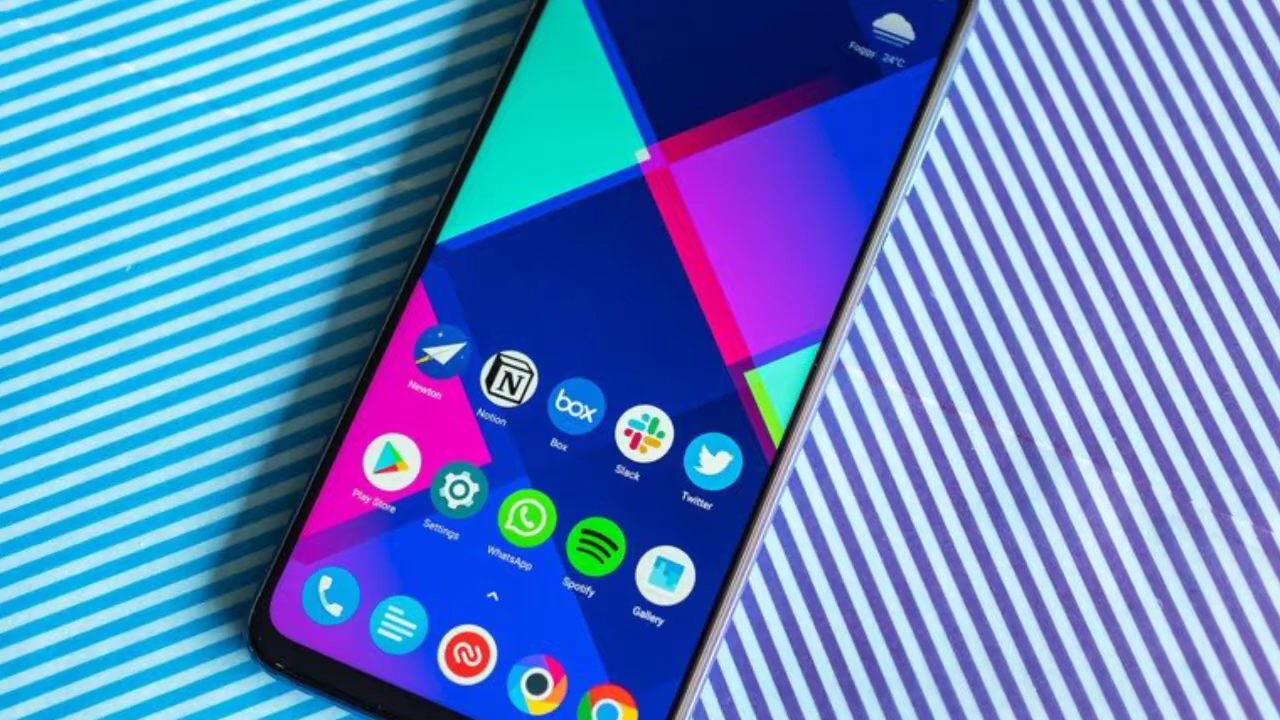 Foggy 24°C
Newton
Notion
N
box
Box
Slack
Twitter
Play Store
Settings
WhatsApp
Spotify
Gallery